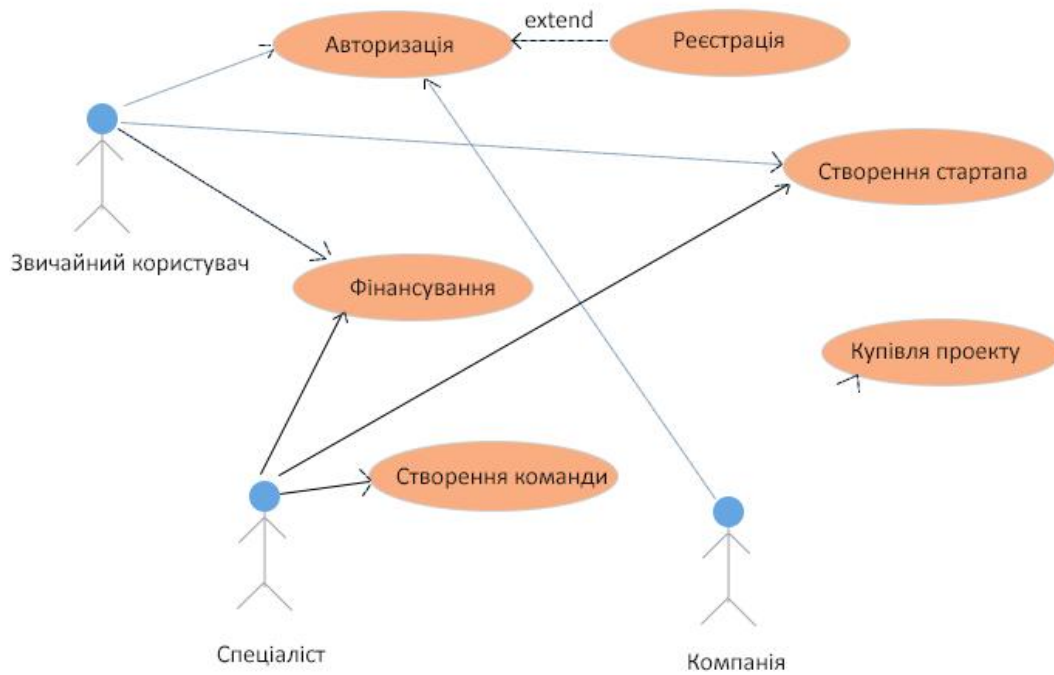 extend
Авторизація
Реєстрація
Створення стартапа
Звичайний користувач
Фінансування
Купівля проекту
Створення команди
Спеціаліст
Компанія